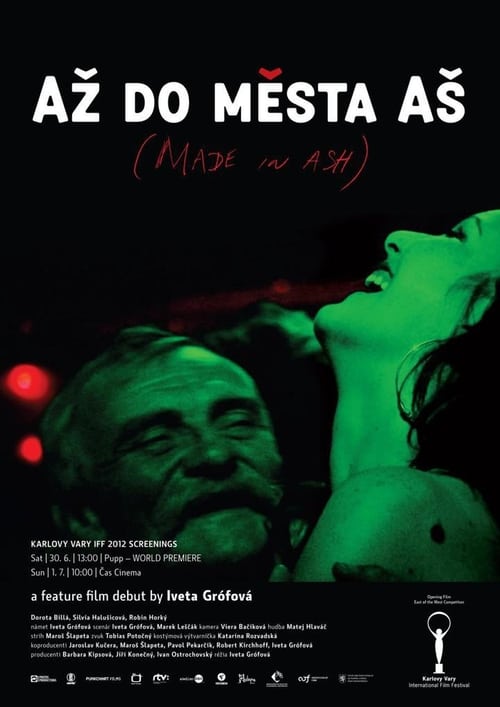 AŽ DO MĚSTA AŠ
(MADE IN ASH)
KARLOVY VARY IFF 2012 SCREENINGS
Sat | 30. 6. | 13:00 | Pupp – WORLD PREMIERE
Sun | 1. 7. | 10:00 | Čas Cinema
a feature film debut by Iveta Grófová
Dorota Billá, Silvia Halušicová, Robin Horký
námet Iveta Grófová scenár Iveta Grófová, Marek Leščák kamera Viera Bačíková hudba Matej Hlaváč
strih Maroš Šlapeta zvuk Tobias Potočný kostýmová výtvarníčka Katarína Rozvadská
koproducenti Jaroslav Kučera, Maroš Šlapeta, Pavol Pekarčík, Robert Kirchhoff, Iveta Grófová
producenti Barbara Kipsová, Jiří Konečný, Ivan Ostrochovský réžia Iveta Grófová
Opening Film
East of the West Competition
Karlovy Vary
International Film Festival
PUNKCHART FILMS
rtv: